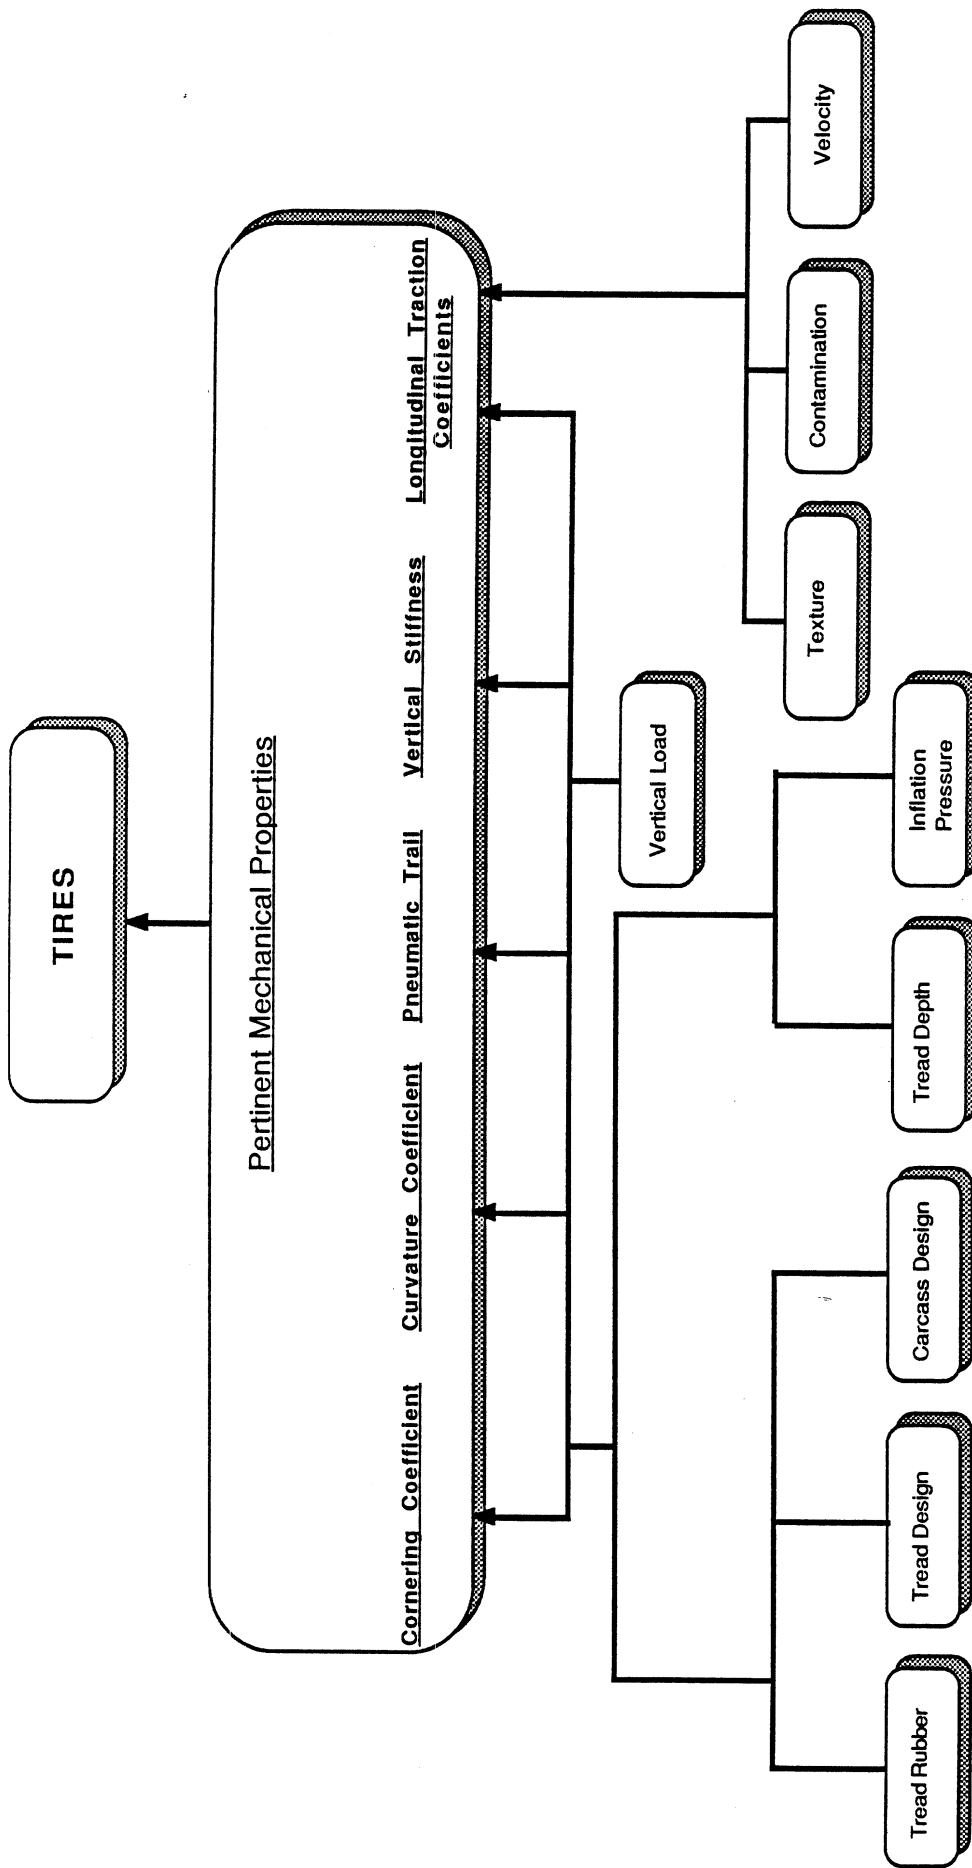 TIRES
Pertinent Mechanical Properties
Cornering Coefficient
Curvature Coefficient
Pneumatic Trail
Vertical Stiffness
Longitudinal Traction
Coefficients
Vertical Load
Texture
Contamination
Velocity
Tread Rubber
Tread Design
Carcass Design
Tread Depth
Inflation
Pressure